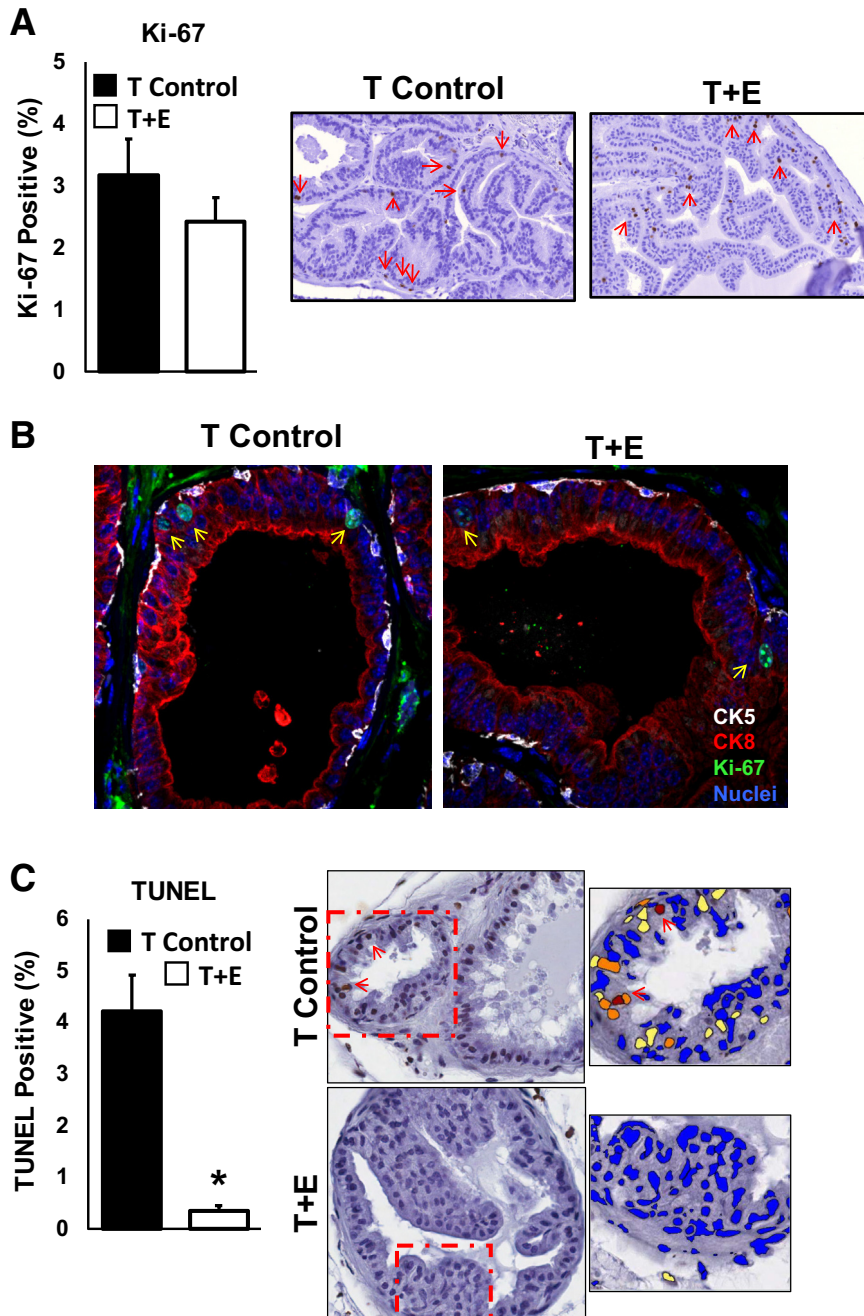 A
Ki-67
5
4
3
2
1
0
Ki-67 Positive (%)
T Control
T+E
T Control
T+E
B
T Control
T+E
CK5
CK8
Ki-67
Nuclei
C
TUNEL
6
5
4
3
2
1
0
TUNEL Positive (%)
T Control
T+E
*
T Control
T+E